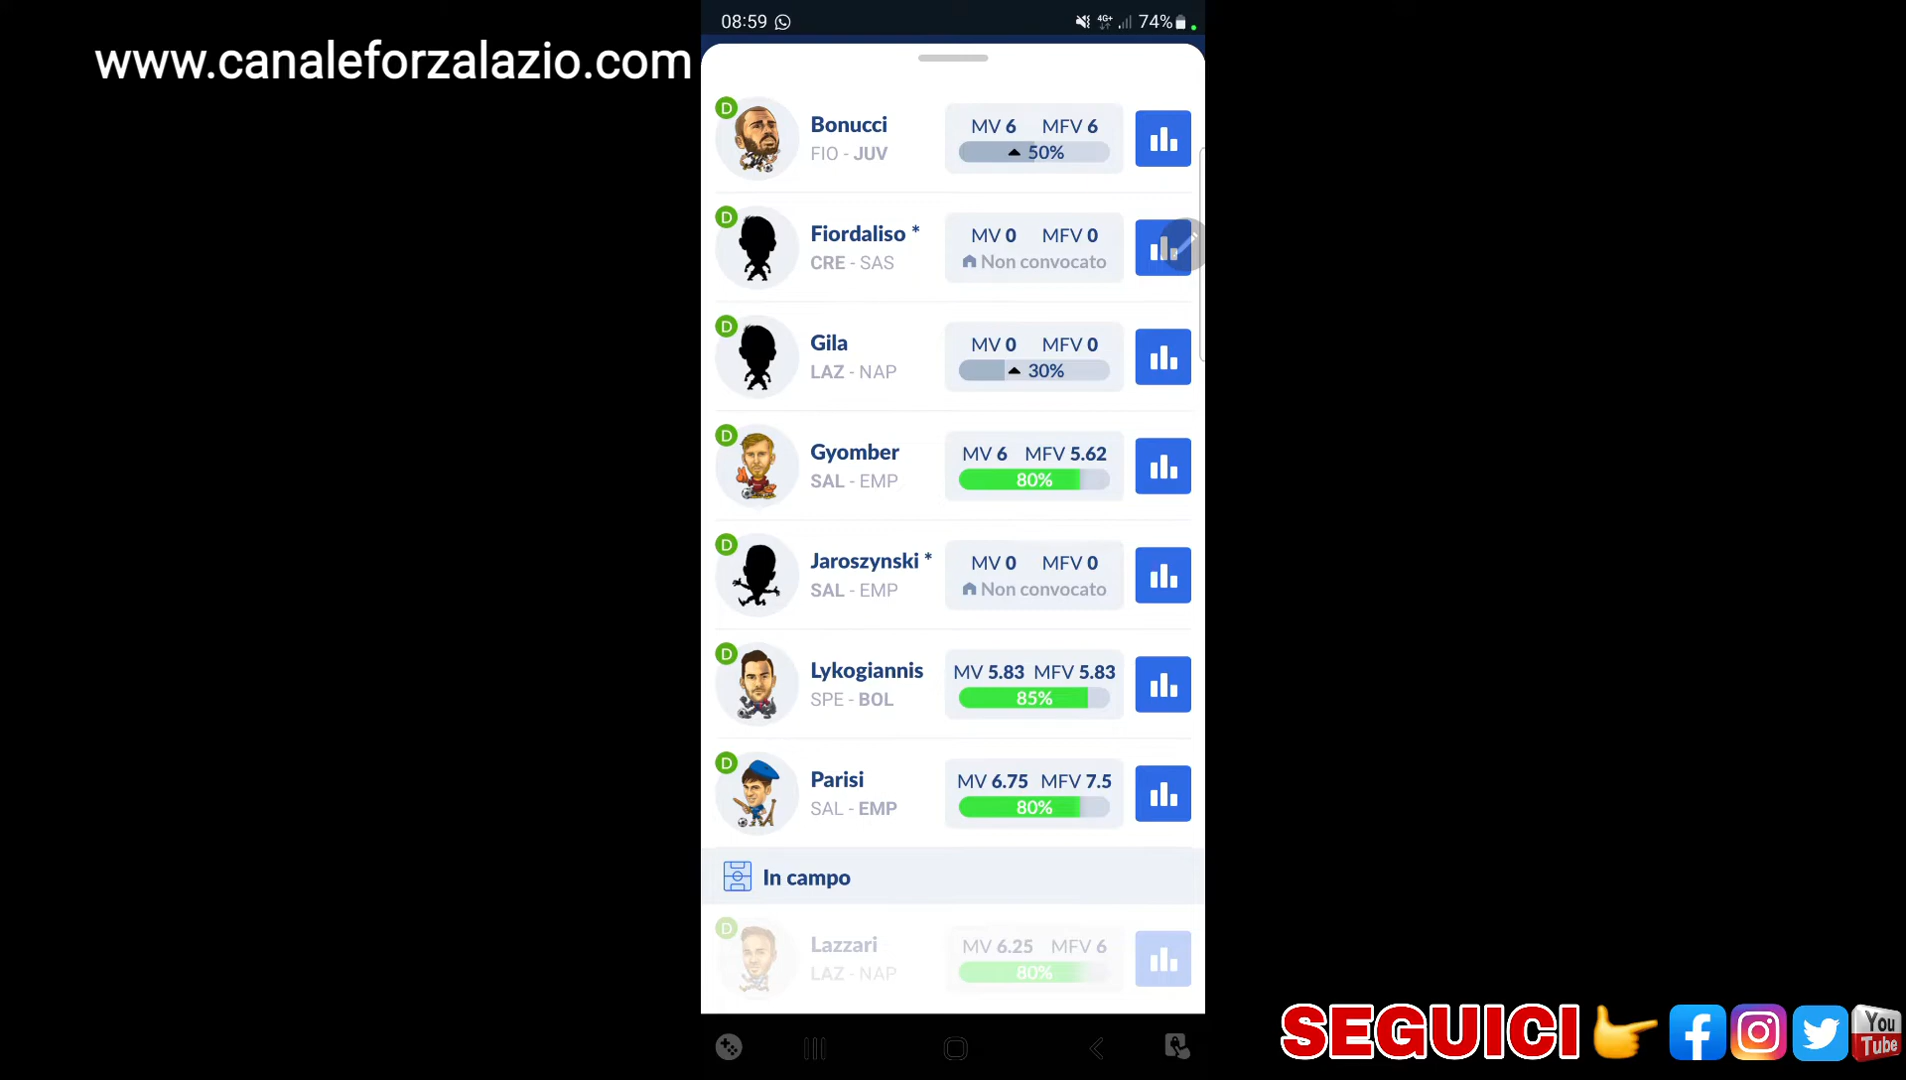 08:59
4G+
74%
www.canaleforzalazio.com
D
Bonucci
MV 6 MFV 6
FIO - JUV
50%
D
Fiordaliso *
MV 0 MFV 0
CRE - SAS
Non convocato
D
Gila
MV 0 MFV 0
LAZ - NAP
30%
D
Gyomber
MV 6 MFV 5.62
SAL - EMP
80%
D
Jaroszynski *
MV 0 MFV 0
SAL - EMP
Non convocato
D
Lykogiannis
MV 5.83 MFV 5.83
SPE - BOL
85%
D
Parisi
MV 6.75 MFV 7.5
SAL - EMP
80%
In campo
D
Lazzari
MV 6.25 MFV 6
LAZ - NAP
80%
SEGUICI
You
Tube